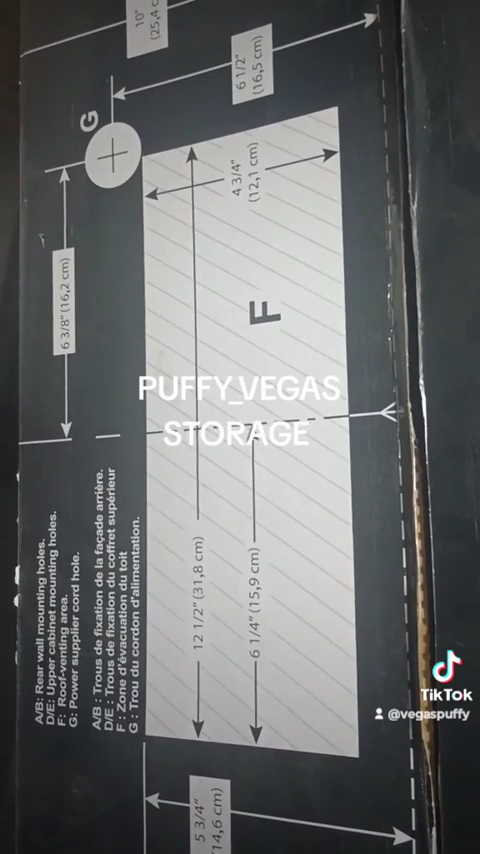 10"
(25,4 c
6 1/2"
(16,5 cm)
G
4 3/4"
(12,1 cm)
6 3/8" (16,2 cm)
F
PUFFY_VEGAS
STORAGE
12 1/2" (31,8 cm)
6 1/4" (15,9 cm)
A/B: Rear wall mounting holes.
D/E: Upper cabinet mounting holes.
F: Roof-venting area.
G: Power supplier cord hole.
A/B : Trous de fixation de la façade arrière.
D/E : Trous de fixation du coffret supérieur
F : Zone d'évacuation du toit
G : Trou du cordon d'alimentation.
TikTok
@vegaspuffy
5 3/4"
(14,6 cm)